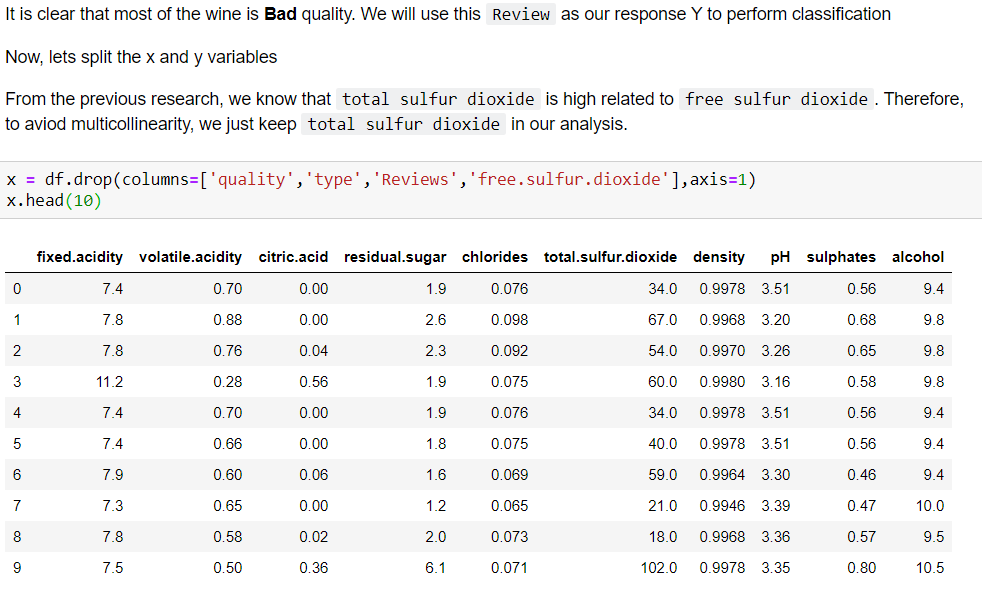 It is clear that most of the wine is Bad quality. We will use this Review as our response Y to perform classification
Now, lets split the x and y variables
From the previous research, we know that total sulfur dioxide is high related to free sulfur dioxide . Therefore,
to aviod multicollinearity, we just keep total sulfur dioxide in our analysis.
x = df.drop(columns=['quality','type','Reviews','free.sulfur.dioxide'],axis=1)
x.head(10)
fixed.acidity volatile.acidity citric.acid residual.sugar chlorides total.sulfur.dioxide density pH sulphates alcohol
0 7.4 0.70 0.00 1.9 0.076 34.0 0.9978 3.51 0.56 9.4
1 7.8 0.88 0.00 2.6 0.098 67.0 0.9968 3.20 0.68 9.8
2 7.8 0.76 0.04 2.3 0.092 54.0 0.9970 3.26 0.65 9.8
3 11.2 0.28 0.56 1.9 0.075 60.0 0.9980 3.16 0.58 9.8
4 7.4 0.70 0.00 1.9 0.076 34.0 0.9978 3.51 0.56 9.4
5 7.4 0.66 0.00 1.8 0.075 40.0 0.9978 3.51 0.56 9.4
6 7.9 0.60 0.06 1.6 0.069 59.0 0.9964 3.30 0.46 9.4
7 7.3 0.65 0.00 1.2 0.065 21.0 0.9946 3.39 0.47 10.0
8 7.8 0.58 0.02 2.0 0.073 18.0 0.9968 3.36 0.57 9.5
9 7.5 0.50 0.36 6.1 0.071 102.0 0.9978 3.35 0.80 10.5